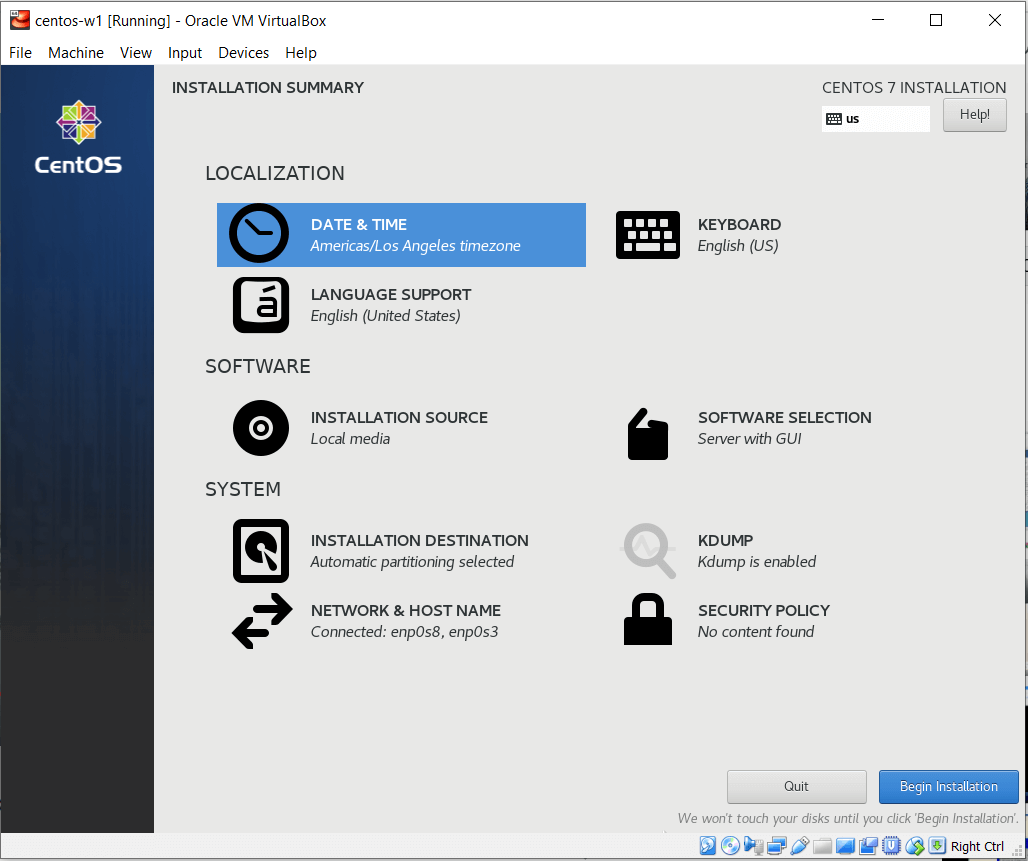 centos-w1 [Running] - Oracle VM VirtualBox
File Machine View Input Devices Help
CentOS
INSTALLATION SUMMARY
CENTOS 7 INSTALLATION
us
Help!
LOCALIZATION
DATE & TIME
Americas/Los Angeles timezone
KEYBOARD
English (US)
LANGUAGE SUPPORT
English (United States)
SOFTWARE
INSTALLATION SOURCE
Local media
SOFTWARE SELECTION
Server with GUI
SYSTEM
INSTALLATION DESTINATION
Automatic partitioning selected
KDUMP
Kdump is enabled
NETWORK & HOST NAME
Connected: enp0s8, enp0s3
SECURITY POLICY
No content found
Quit
Begin Installation
We won't touch your disks until you click 'Begin Installation'.
Right Ctrl